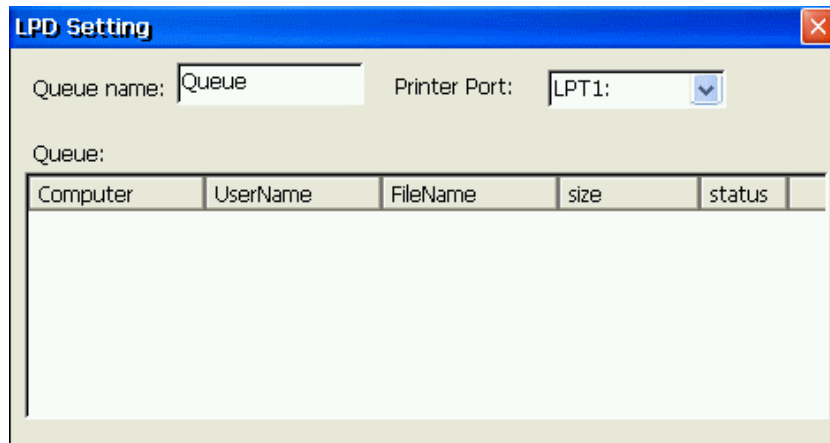 LPD Setting
Queue name: Queue Printer Port: LPT1:
Queue:
Computer UserName FileName size status